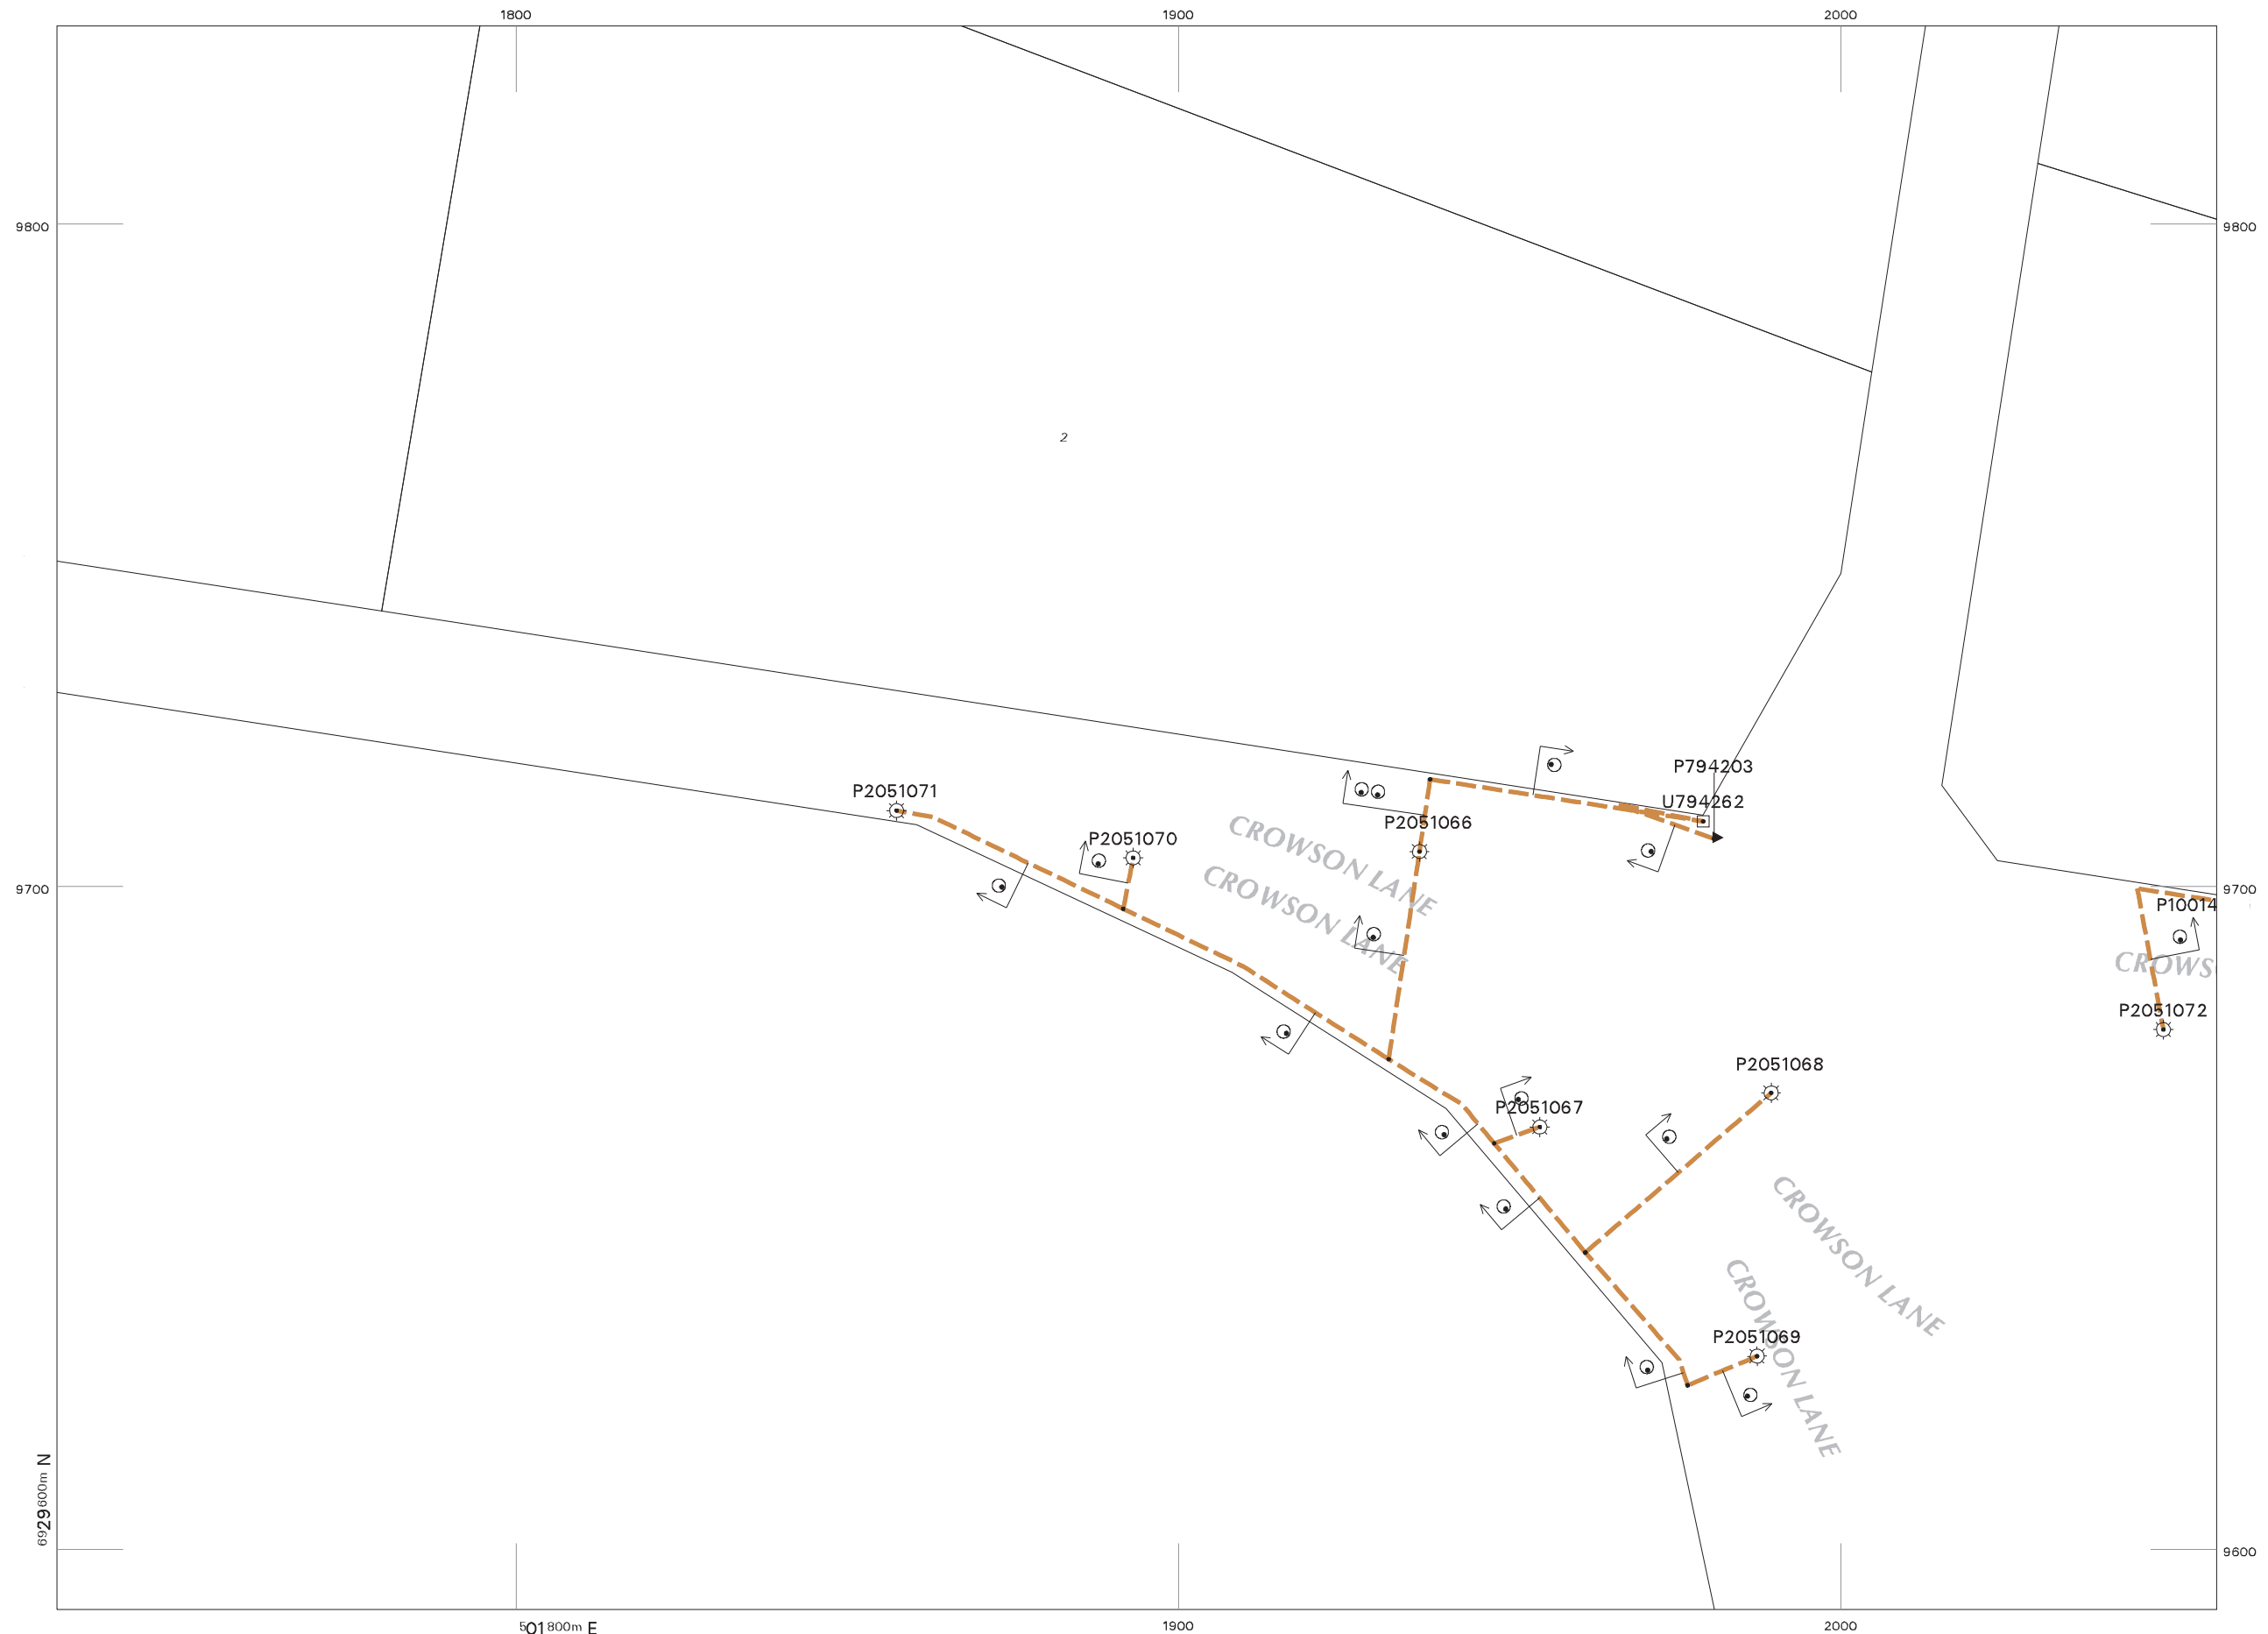 1800
1900
2000
9800
9800
2
P794203
P2051071
U794262
P2051066
P2051070
CROWSON LANE
CROWSON LANE
9700
9700
P10014
CROWS
P2051072
P2051068
P2051067
CROWSON LANE
CROWSON LANE
P2051069
6929600m N
9600
501800m E
1900
2000